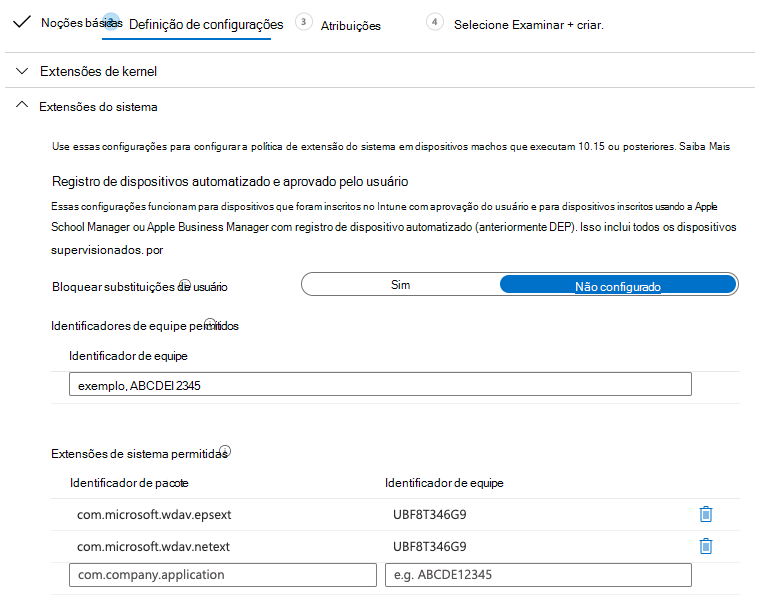 Noções básicas 2 Definição de configurações 3 Atribuições 4 Selecione Examinar + criar.
Extensões de kernel
Extensões do sistema
Use essas configurações para configurar a política de extensão do sistema em dispositivos machos que executam 10.15 ou posteriores. Saiba Mais
Registro de dispositivos automatizado e aprovado pelo usuário
Essas configurações funcionam para dispositivos que foram inscritos no Intune com aprovação do usuário e para dispositivos inscritos usando a Apple
School Manager ou Apple Business Manager com registro de dispositivo automatizado (anteriormente DEP). Isso inclui todos os dispositivos
supervisionados. por
Bloquear substituições de usuário Sim Não configurado
Identificadores de equipe permitidos
Identificador de equipe
exemplo, ABCDEI 2345
Extensões de sistema permitidas
Identificador de pacote Identificador de equipe
com.microsoft.wdav.epsext UBF8T346G9
com.microsoft.wdav.netext UBF8T346G9
com.company.application e.g. ABCDE12345